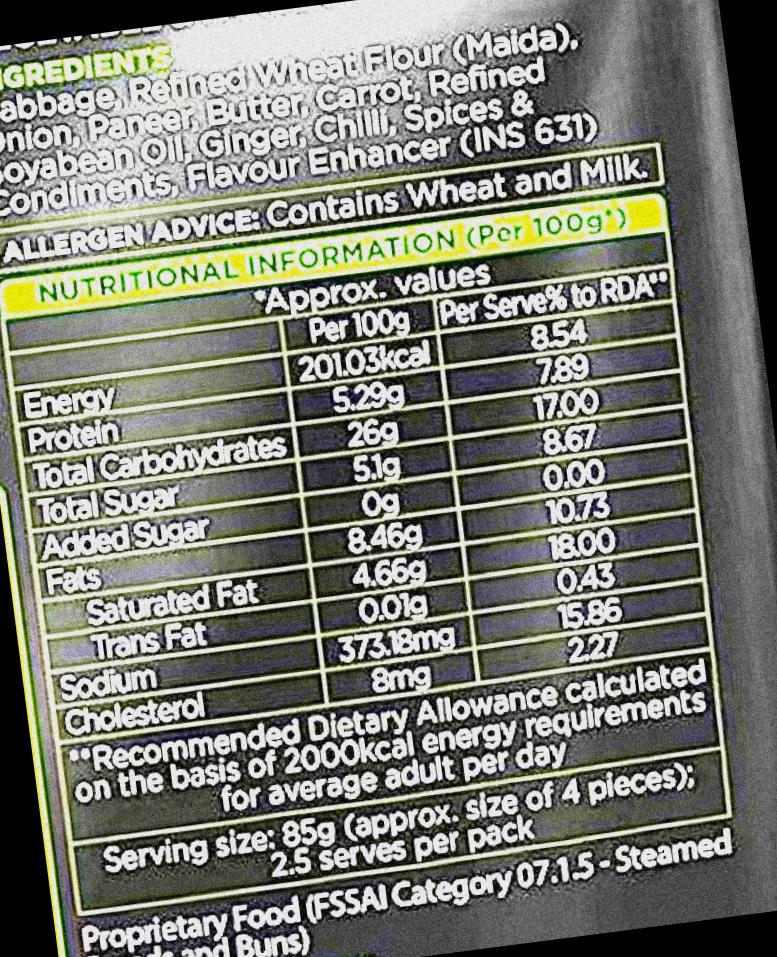 INGREDIENTS
Cabbage, Refined Wheat Flour (Maida),
Onion, Paneer, Butter, Carrot, Refined
Soyabean Oil, Ginger, Chilli, Spices &
Condiments, Flavour Enhancer (INS 631)
ALLERGEN ADVICE: Contains Wheat and Milk.
NUTRITIONAL INFORMATION (Per 100g*)
*Approx. values
Per 100g Per Serve% to RDA**
Energy 201.03kcal 8.54
Protein 5.29g 7.89
Total Carbohydrates 26g 17.00
Total Sugar 5.1g 8.67
Added Sugar 0g 0.00
Fats 8.46g 10.73
Saturated Fat 4.66g 18.00
Trans Fat 0.01g 0.43
Sodium 373.18mg 15.86
Cholesterol 8mg 2.27
**Recommended Dietary Allowance calculated
on the basis of 2000kcal energy requirements
for average adult per day
Serving size: 85g (approx. size of 4 pieces);
2.5 serves per pack
Proprietary Food (FSSAI Category 07.1.5 - Steamed
and Buns)